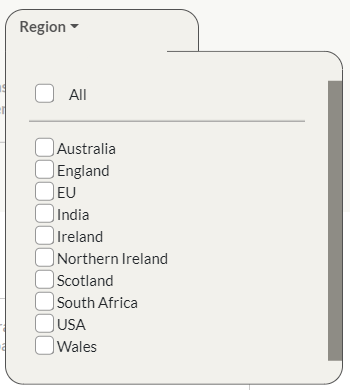 Region
All
Australia
England
EU
India
Ireland
Northern Ireland
Scotland
South Africa
USA
Wales